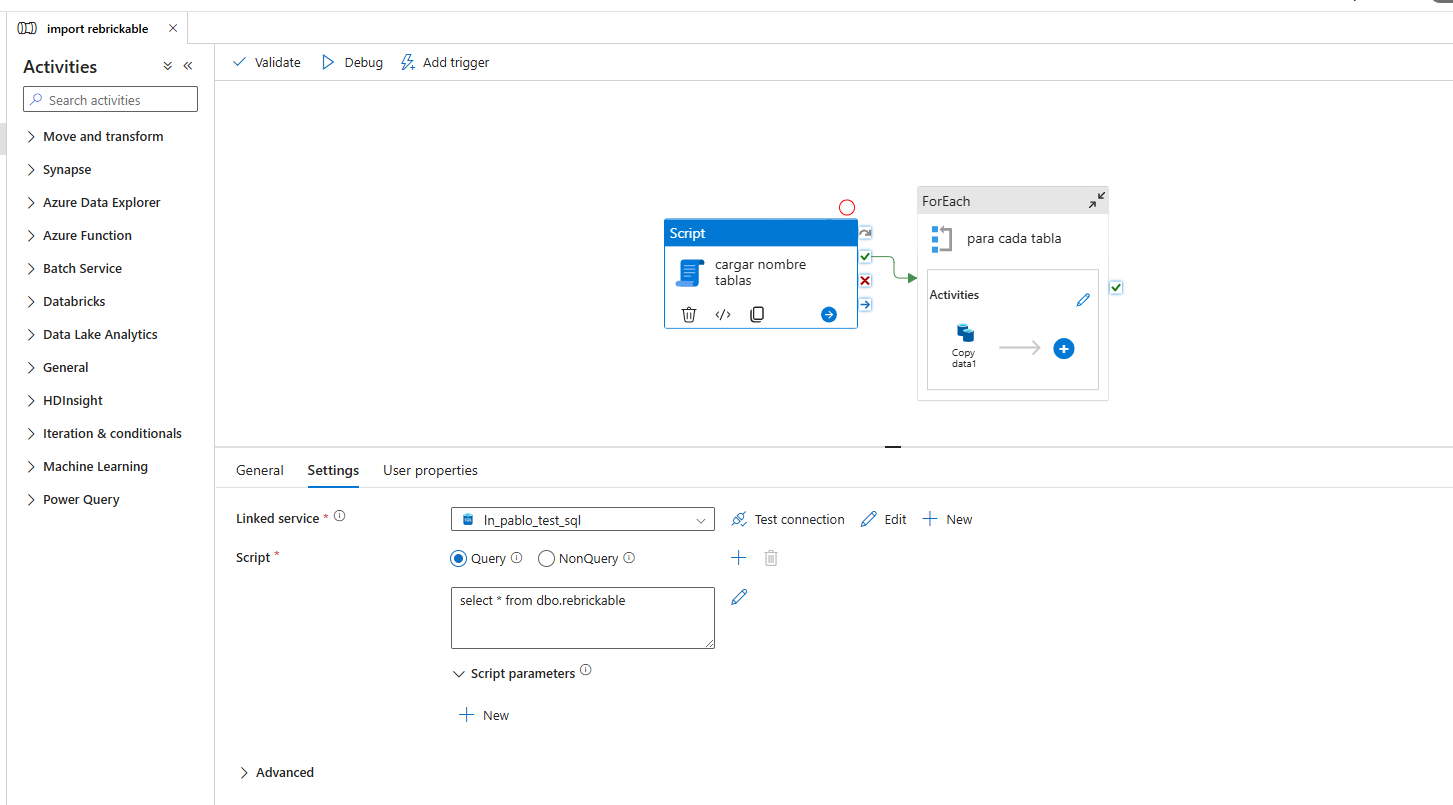 import rebrickable
Activities
Search activities
Move and transform
Synapse
Azure Data Explorer
Azure Function
Batch Service
Databricks
Data Lake Analytics
General
HDInsight
Iteration & conditionals
Machine Learning
Power Query
Validate
Debug
Add trigger
Script
cargar nombre
tablas
ForEach
para cada tabla
Activities
Copy
data1
General
Settings
User properties
Linked service *
ln_pablo_test_sql
Test connection
Edit
New
Script *
Query
NonQuery
select * from dbo.rebrickable
Script parameters
New
Advanced